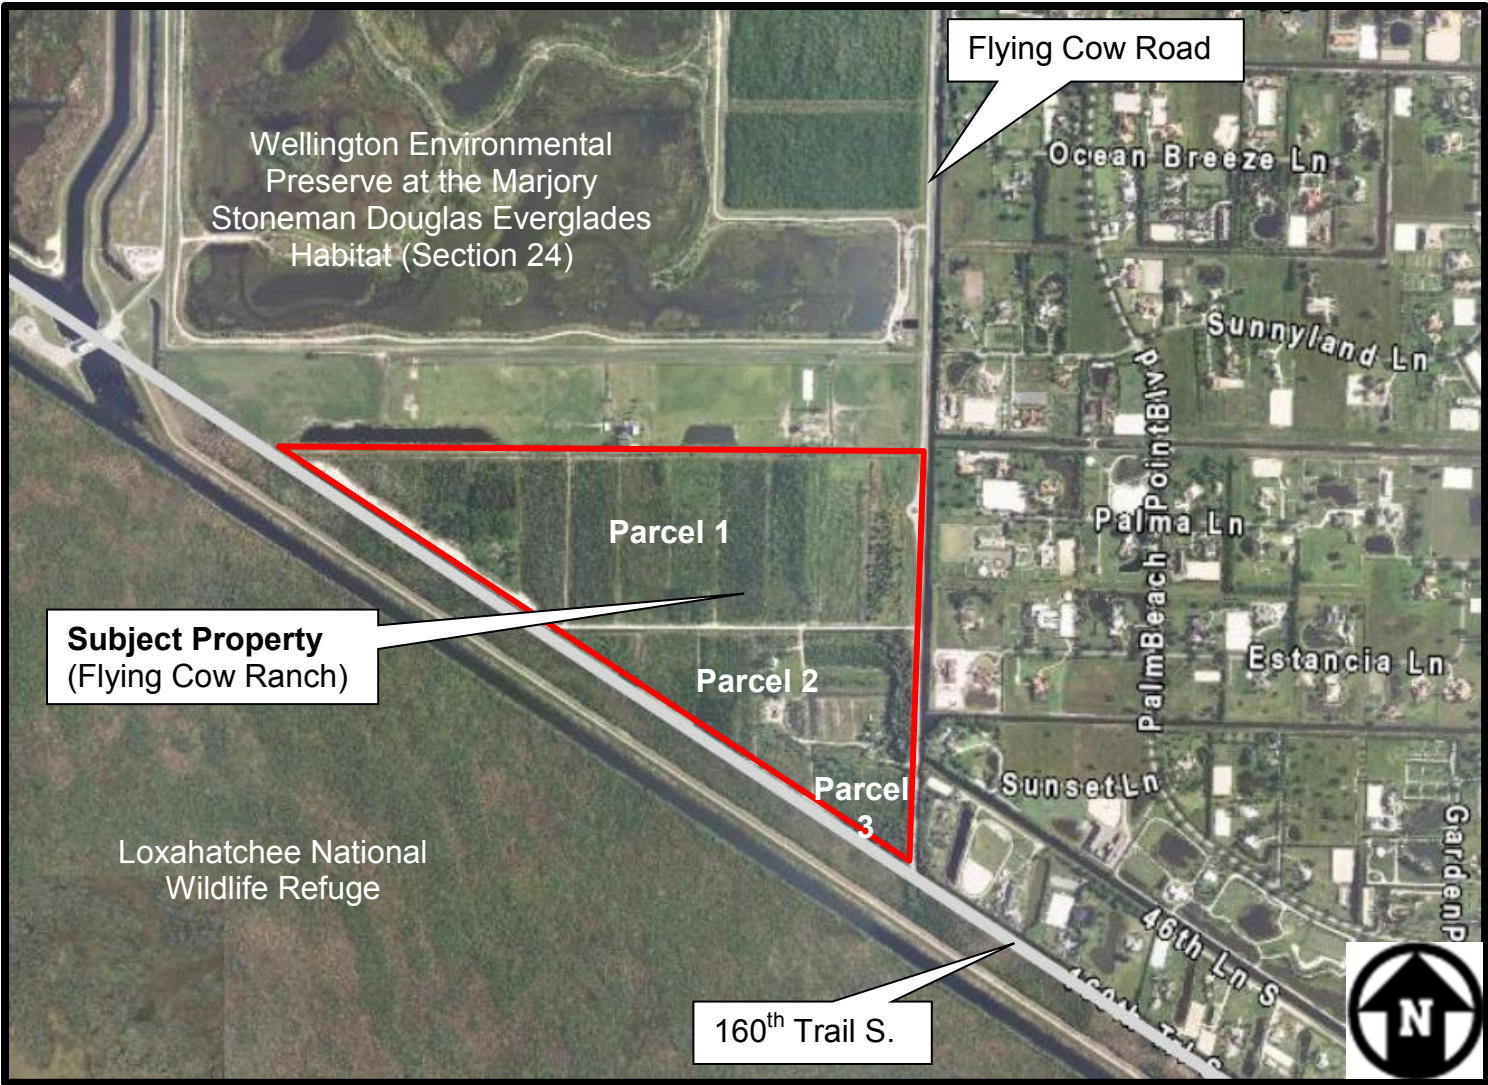 Flying Cow Road
Wellington Environmental
Preserve at the Marjory
Stoneman Douglas Everglades
Habitat (Section 24)
Ocean Breeze Ln
Sunnyland Ln
Palm Beach Point Blvd
Parcel 1
Palma Ln
Subject Property
(Flying Cow Ranch)
Parcel 2
Estancia Ln
Parcel
3
Sunset Ln
Garden P
Loxahatchee National
Wildlife Refuge
46th Ln S
160th Trail S.
N